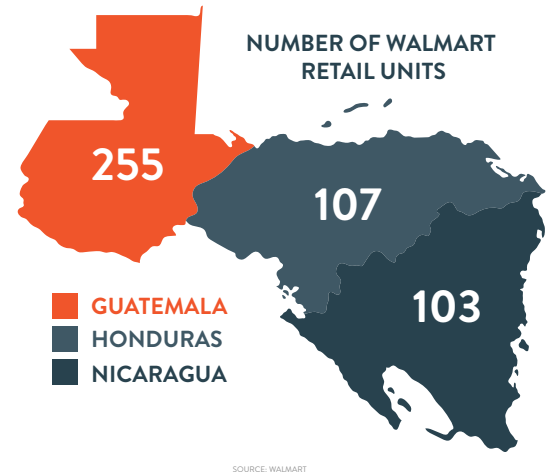 NUMBER OF WALMART
RETAIL UNITS
255
107
103
GUATEMALA
HONDURAS
NICARAGUA
SOURCE: WALMART